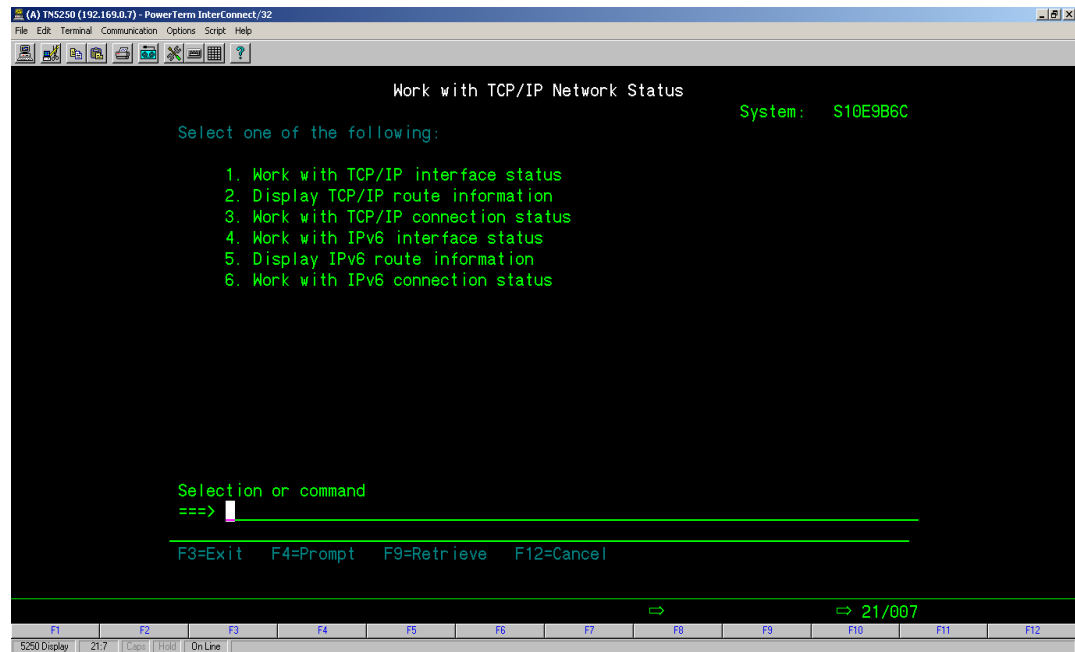 (A) TN5250 (192.169.0.7) - PowerTerm InterConnect/32
File Edit Terminal Communication Options Script Help
Work with TCP/IP Network Status
System: S10E9B6C
Select one of the following:
1. Work with TCP/IP interface status
2. Display TCP/IP route information
3. Work with TCP/IP connection status
4. Work with IPv6 interface status
5. Display IPv6 route information
6. Work with IPv6 connection status
Selection or command
===>
F3=Exit F4=Prompt F9=Retrieve F12=Cancel
⇨ ⇨ 21/007
F1 F2 F3 F4 F5 F6 F7 F8 F9 F10 F11 F12
5250 Display 21:7 Caps Hold On Line